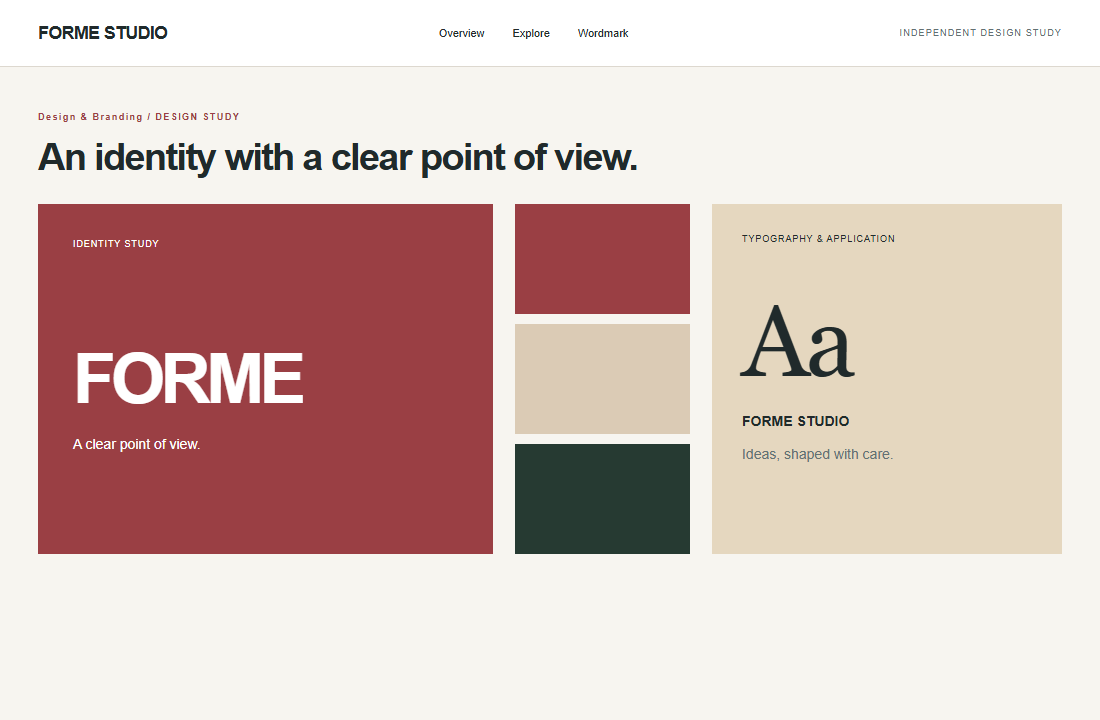 FORME STUDIO
Overview
Explore
Wordmark
INDEPENDENT DESIGN STUDY
Design & Branding / DESIGN STUDY
An identity with a clear point of view.
IDENTITY STUDY
FORME
A clear point of view.
TYPOGRAPHY & APPLICATION
Aa
FORME STUDIO
Ideas, shaped with care.